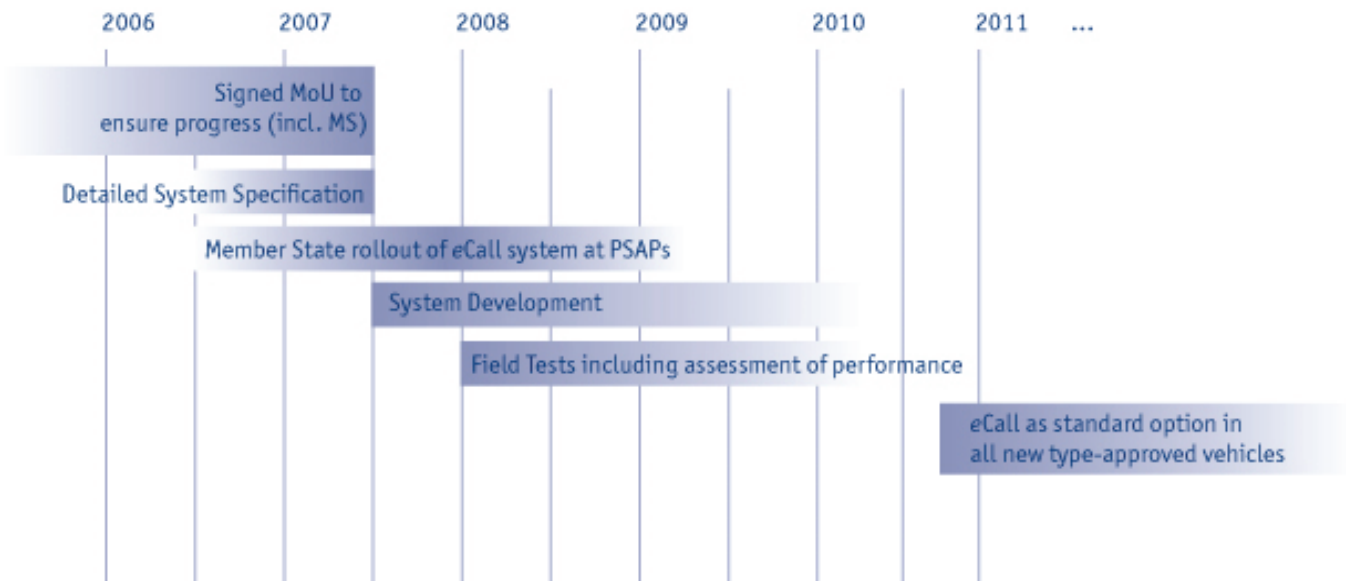 2006 2007 2008 2009 2010 2011 ...
Signed MoU to
ensure progress (incl. MS)
Detailed System Specification
Member State rollout of eCall system at PSAPs
System Development
Field Tests including assessment of performance
eCall as standard option in
all new type-approved vehicles